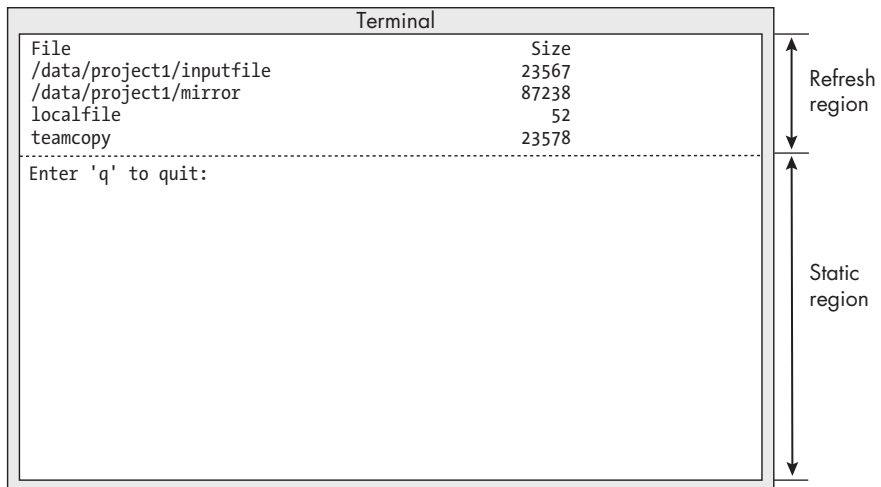 Terminal
File Size
/data/project1/inputfile 23567
/data/project1/mirror 87238
localfile 52
teamcopy 23578
Enter 'q' to quit:
Refresh
region
Static
region